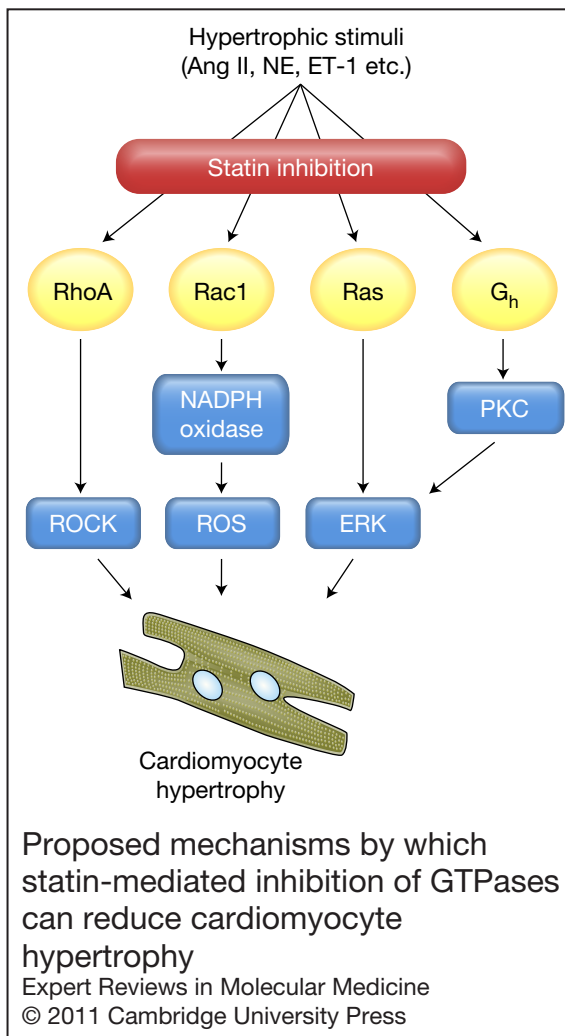 Hypertrophic stimuli
(Ang II, NE, ET-1 etc.)
Statin inhibition
RhoA
Rac1
Ras
Gh
NADPH
oxidase
PKC
ROCK
ROS
ERK
Cardiomyocyte
hypertrophy
Proposed mechanisms by which
statin-mediated inhibition of GTPases
can reduce cardiomyocyte
hypertrophy
Expert Reviews in Molecular Medicine
© 2011 Cambridge University Press